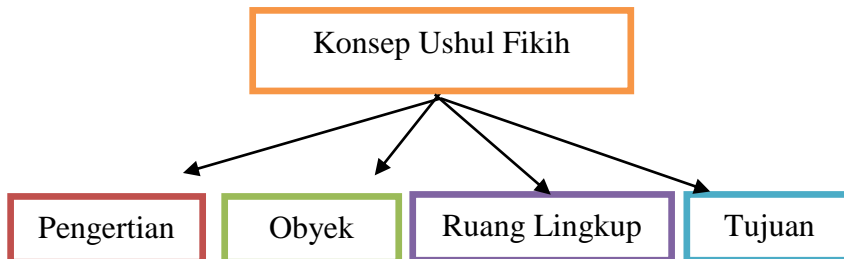 Konsep Ushul Fikih
Pengertian
Obyek
Ruang Lingkup
Tujuan